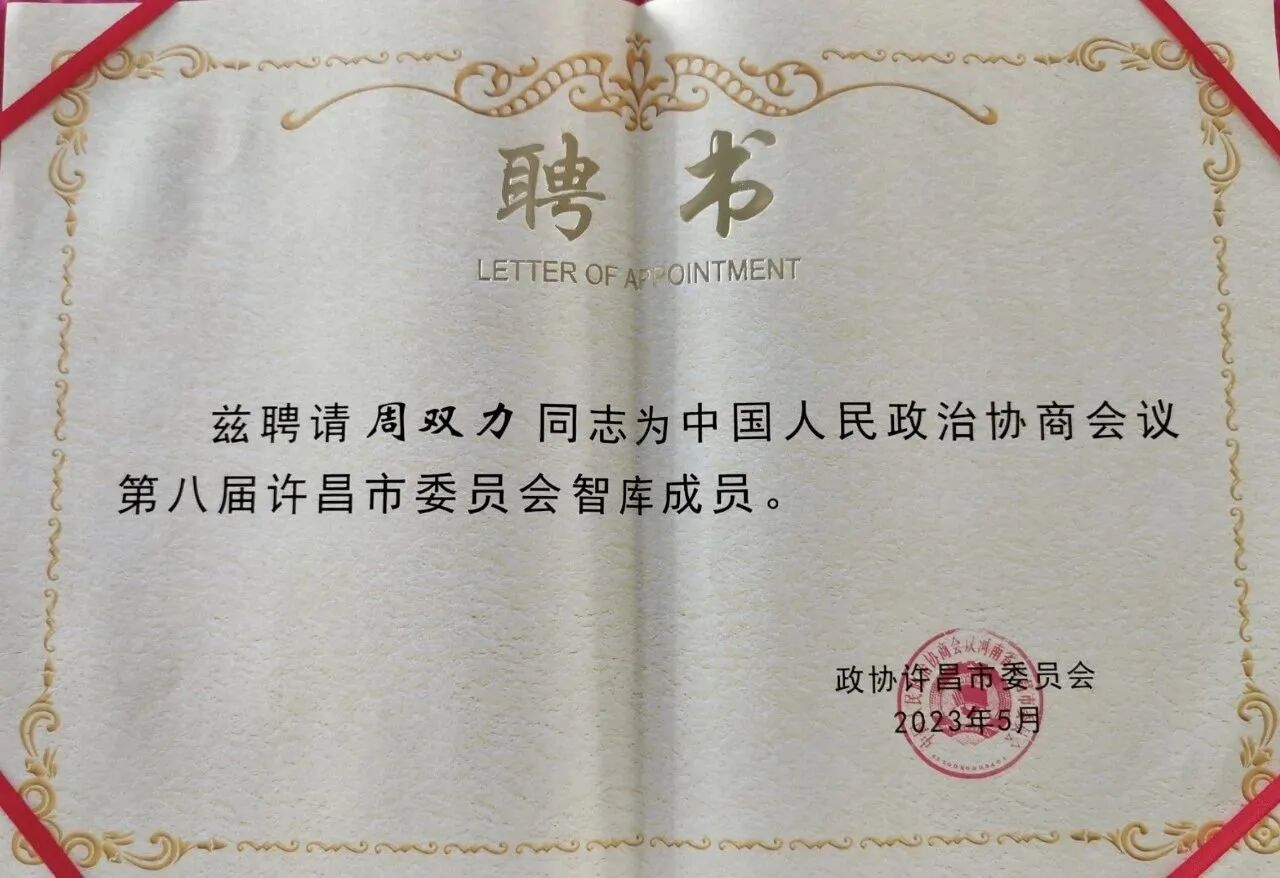 聘书
LETTER OF APPOINTMENT
兹聘请周双力同志为中国人民政治协商会议
第八届许昌市委员会智库成员。
政协许昌市委员会
2023年5月